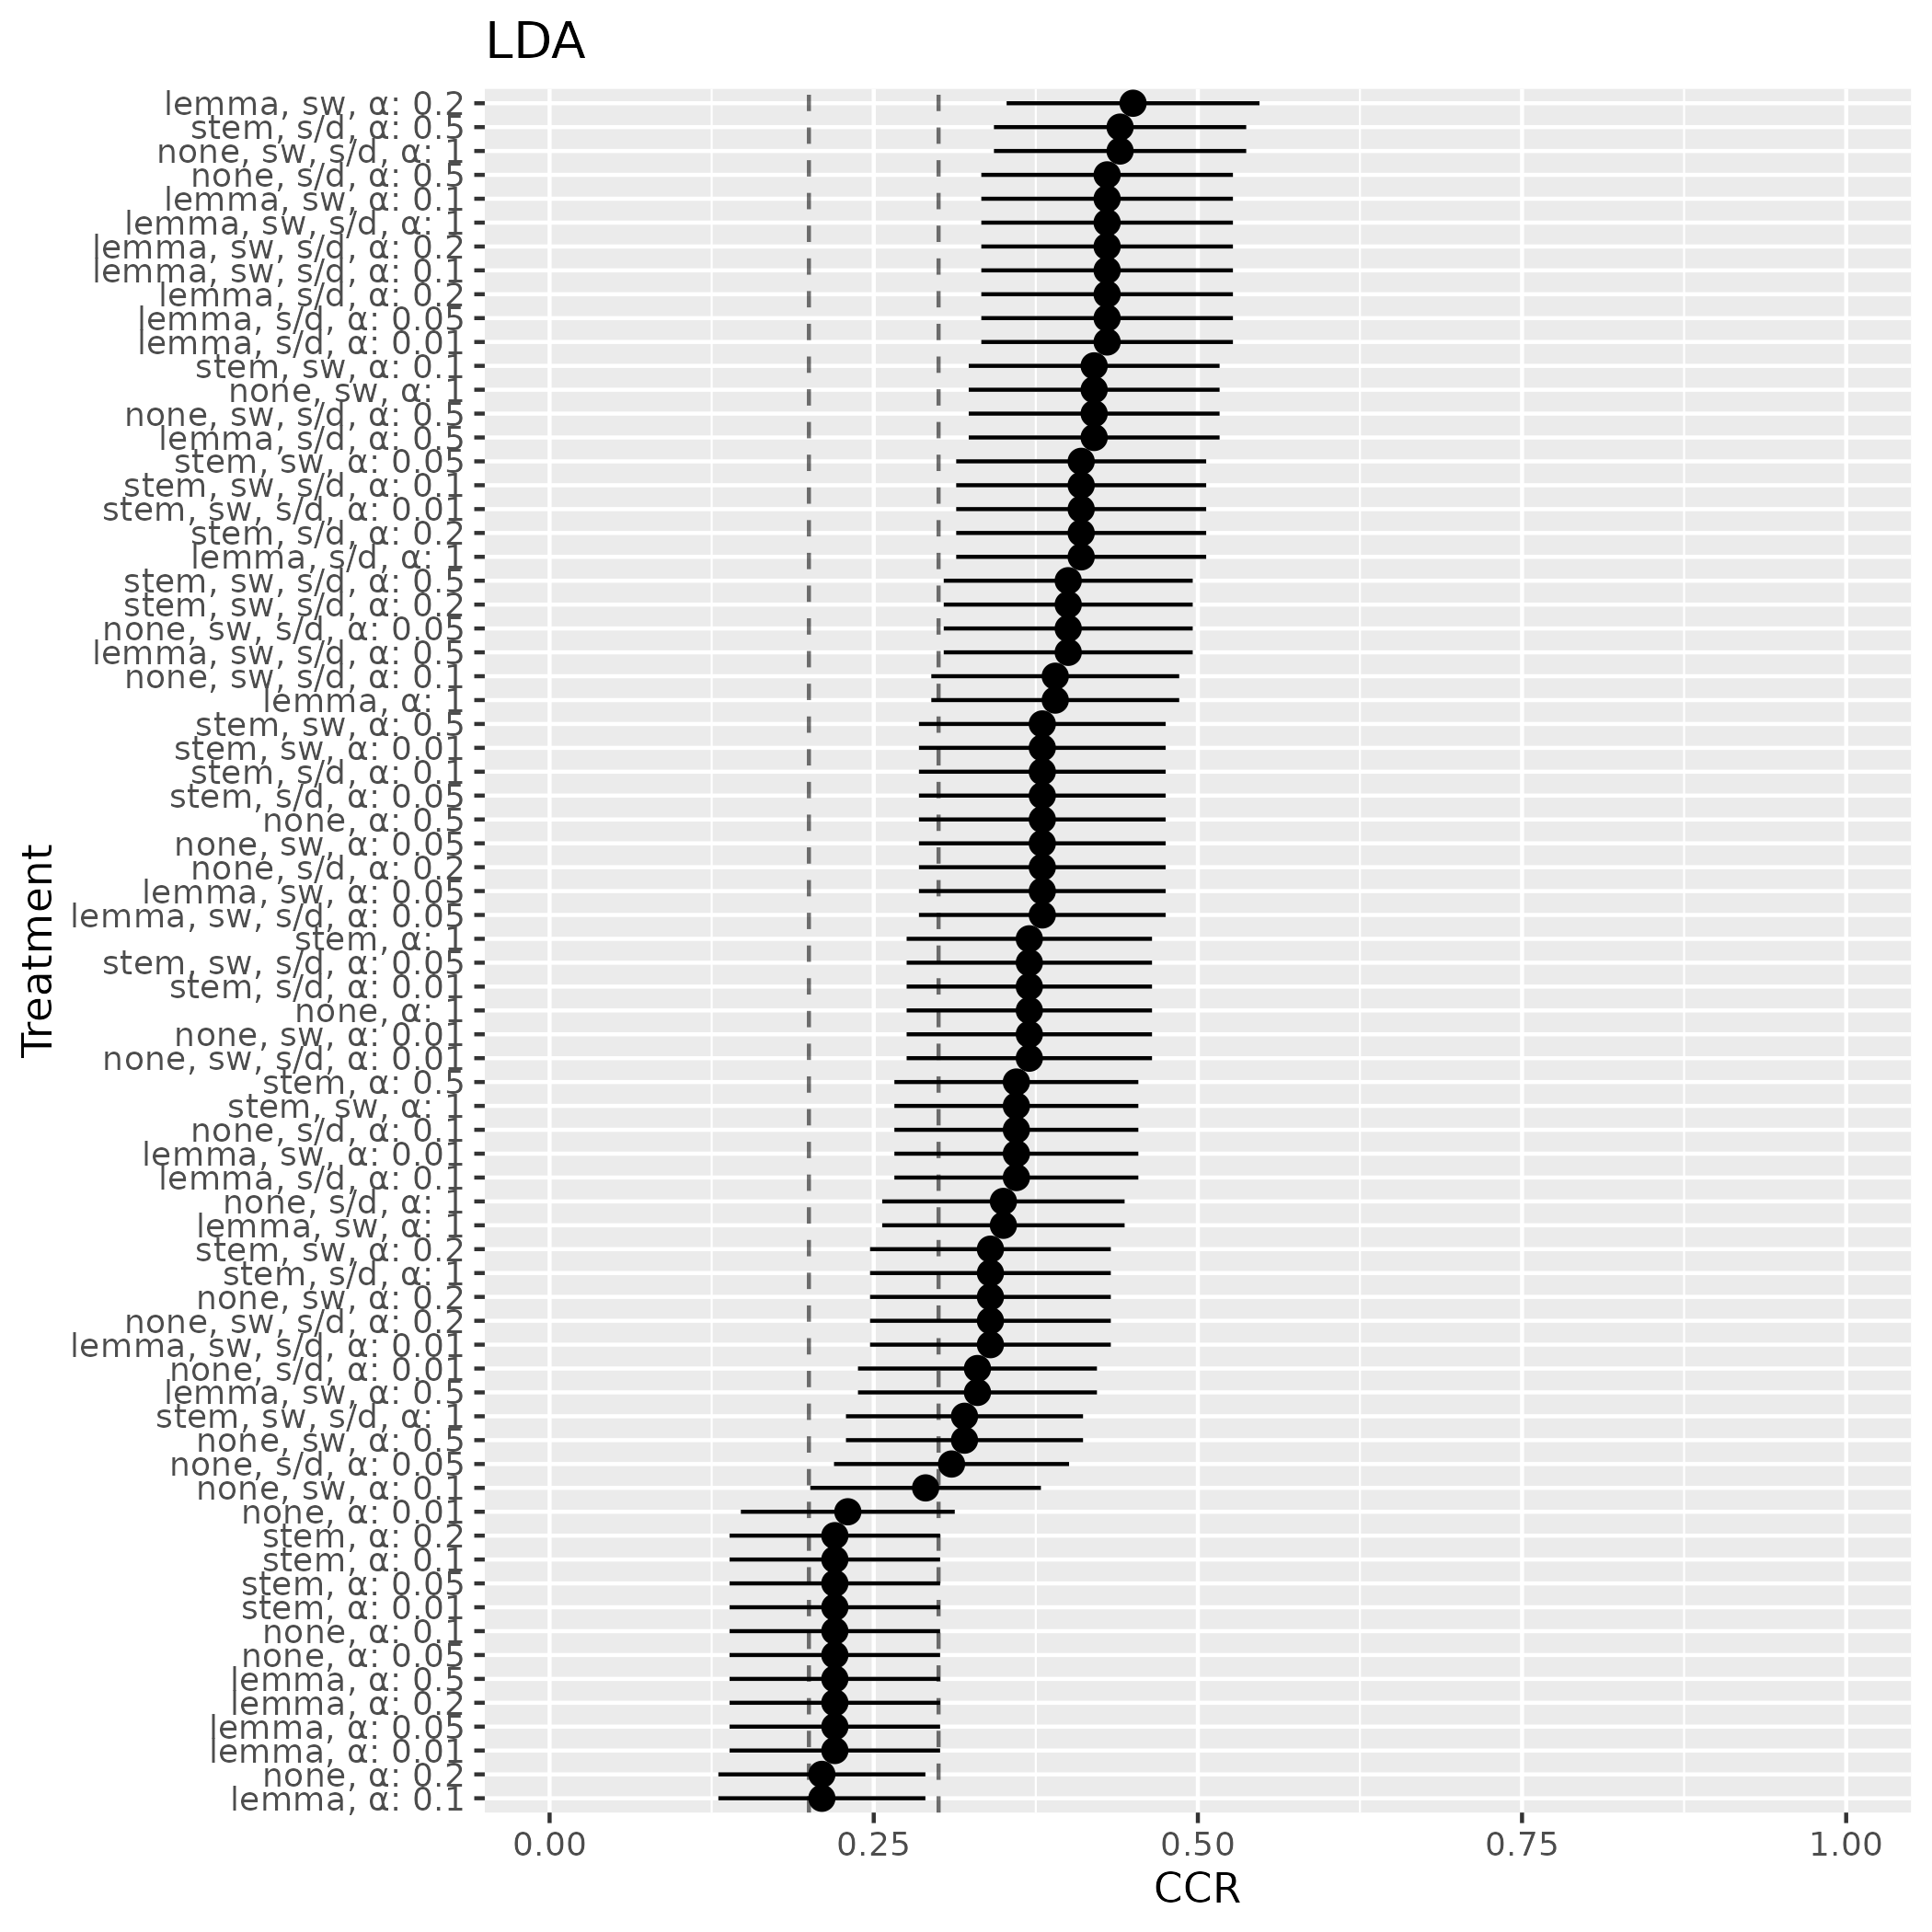 LDA
lemma, sw, α: 0.2
stem, s/d, α: 0.5
none, sw, s/d, α: 1
none, s/d, α: 0.5
lemma, sw, α: 0.1
lemma, sw, s/d, α: 1
lemma, sw, s/d, α: 0.2
lemma, sw, s/d, α: 0.1
lemma, s/d, α: 0.2
lemma, s/d, α: 0.05
lemma, s/d, α: 0.01
stem, sw, α: 0.1
none, sw, α: 1
none, sw, s/d, α: 0.5
lemma, s/d, α: 0.5
stem, sw, α: 0.05
stem, sw, s/d, α: 0.1
stem, sw, s/d, α: 0.01
stem, s/d, α: 0.2
lemma, s/d, α: 1
stem, sw, s/d, α: 0.5
stem, sw, s/d, α: 0.2
none, sw, s/d, α: 0.05
lemma, sw, s/d, α: 0.5
none, sw, s/d, α: 0.1
lemma, α: 1
stem, sw, α: 0.5
stem, sw, α: 0.01
stem, s/d, α: 0.1
stem, s/d, α: 0.05
none, α: 0.5
none, sw, α: 0.05
none, s/d, α: 0.2
lemma, sw, α: 0.05
lemma, sw, s/d, α: 0.05
stem, α: 1
stem, sw, s/d, α: 0.05
stem, s/d, α: 0.01
none, α: 1
none, sw, α: 0.01
none, sw, s/d, α: 0.01
stem, α: 0.5
stem, sw, α: 1
none, s/d, α: 0.1
lemma, sw, α: 0.01
lemma, s/d, α: 0.1
none, s/d, α: 1
lemma, sw, α: 1
stem, sw, α: 0.2
stem, s/d, α: 1
none, sw, α: 0.2
none, sw, s/d, α: 0.2
lemma, sw, s/d, α: 0.01
none, s/d, α: 0.01
lemma, sw, α: 0.5
stem, sw, s/d, α: 1
none, sw, α: 0.5
none, s/d, α: 0.05
none, sw, α: 0.1
none, α: 0.01
stem, α: 0.2
stem, α: 0.1
stem, α: 0.05
stem, α: 0.01
none, α: 0.1
none, α: 0.05
lemma, α: 0.5
lemma, α: 0.2
lemma, α: 0.05
lemma, α: 0.01
none, α: 0.2
lemma, α: 0.1
Treatment
0.00 0.25 0.50 0.75 1.00
CCR